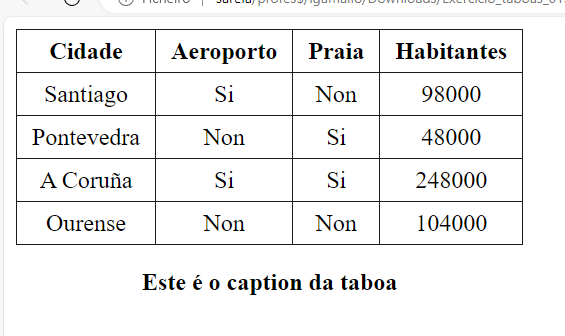 Ficheiro
Cidade Aeroporto Praia Habitantes
Santiago Si Non 98000
Pontevedra Non Si 48000
A Coruña Si Si 248000
Ourense Non Non 104000
Este é o caption da taboa